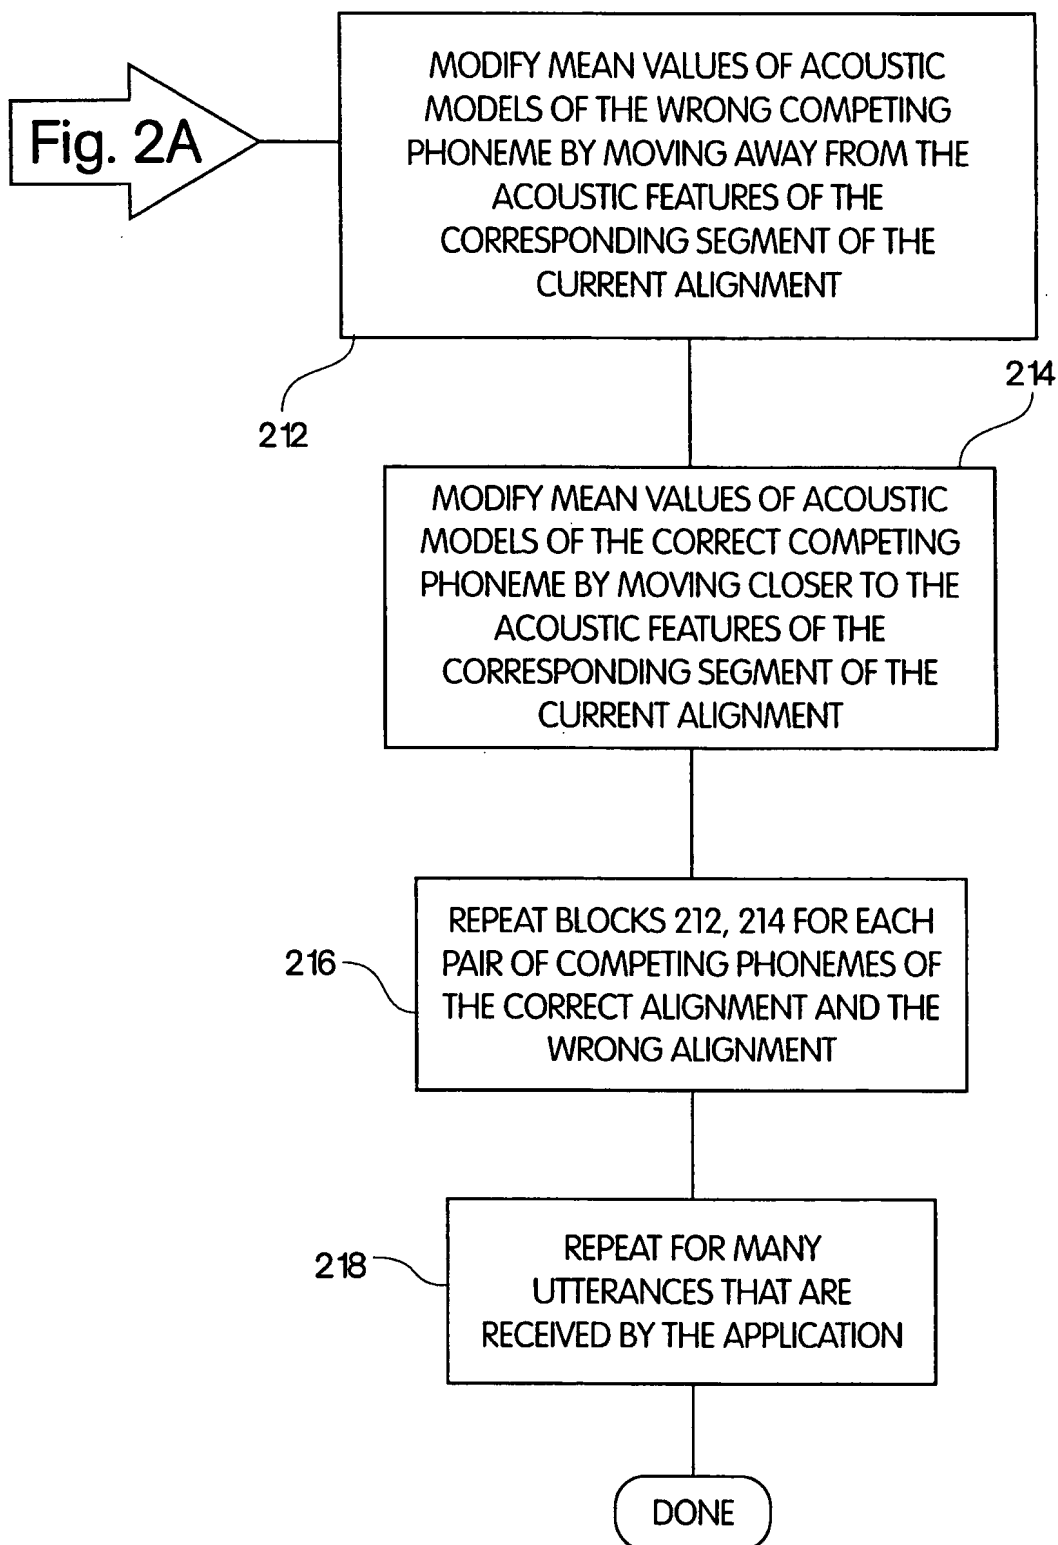 Fig. 2A
MODIFY MEAN VALUES OF ACOUSTIC
MODELS OF THE WRONG COMPETING
PHONEME BY MOVING AWAY FROM THE
ACOUSTIC FEATURES OF THE
CORRESPONDING SEGMENT OF THE
CURRENT ALIGNMENT
212
214
MODIFY MEAN VALUES OF ACOUSTIC
MODELS OF THE CORRECT COMPETING
PHONEME BY MOVING CLOSER TO THE
ACOUSTIC FEATURES OF THE
CORRESPONDING SEGMENT OF THE
CURRENT ALIGNMENT
216
REPEAT BLOCKS 212, 214 FOR EACH
PAIR OF COMPETING PHONEMES OF
THE CORRECT ALIGNMENT AND THE
WRONG ALIGNMENT
218
REPEAT FOR MANY
UTTERANCES THAT ARE
RECEIVED BY THE APPLICATION
DONE